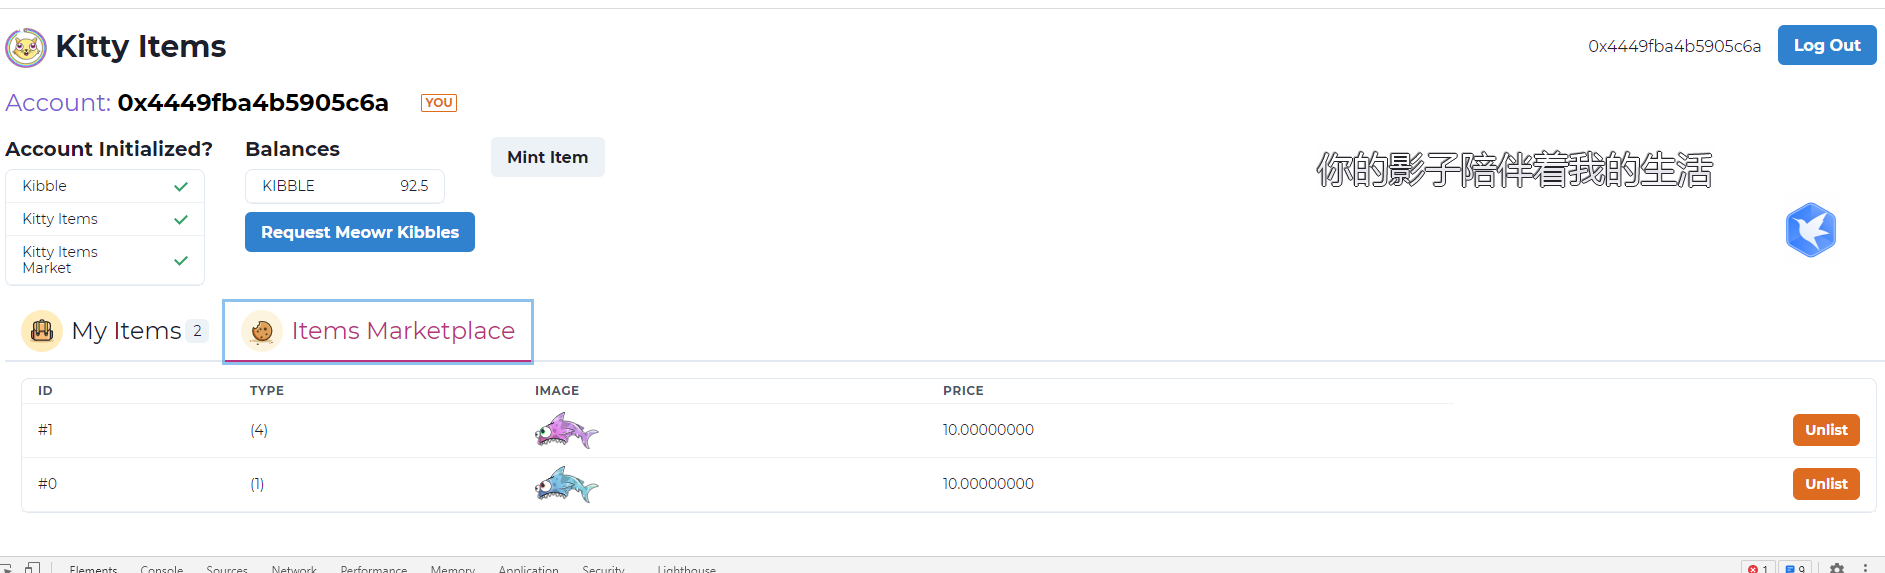 Kitty Items
0x4449fba4b5905c6a
Log Out
Account: 0x4449fba4b5905c6a
YOU
Account Initialized?
Kibble
Kitty Items
Kitty Items
Market
Balances
KIBBLE 92.5
Request Meowr Kibbles
Mint Item
你的影子陪伴着我的生活
My Items 2
Items Marketplace
ID TYPE IMAGE PRICE
#1 (4) 10.00000000 Unlist
#0 (1) 10.00000000 Unlist
Elements Console Sources Network Performance Memory Application Security Lighthouse 1 9